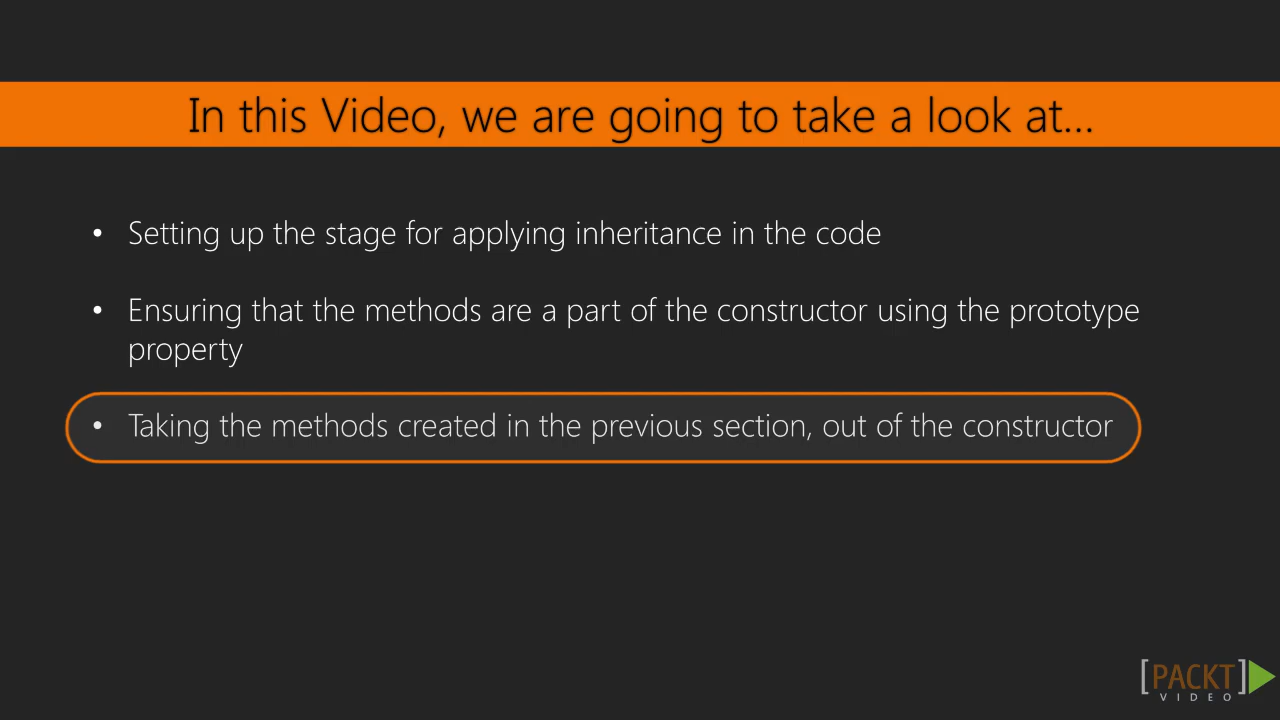 In this Video, we are going to take a look at...
• Setting up the stage for applying inheritance in the code
• Ensuring that the methods are a part of the constructor using the prototype
property
• Taking the methods created in the previous section, out of the constructor
[PACKT]
VIDEO